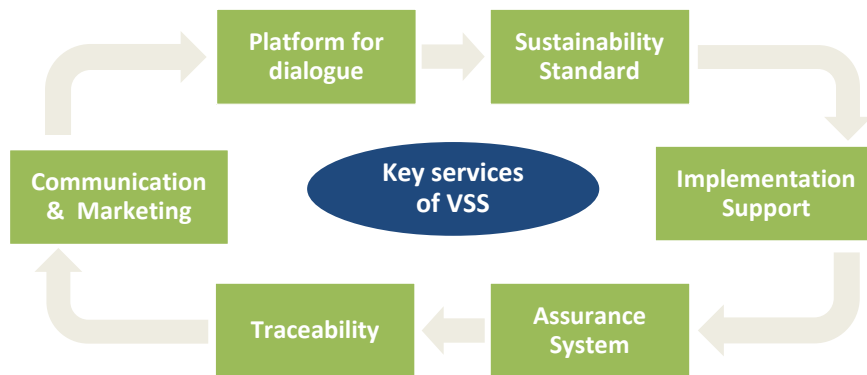 Platform for
dialogue
Sustainability
Standard
Communication
& Marketing
Key services
of VSS
Implementation
Support
Traceability
Assurance
System